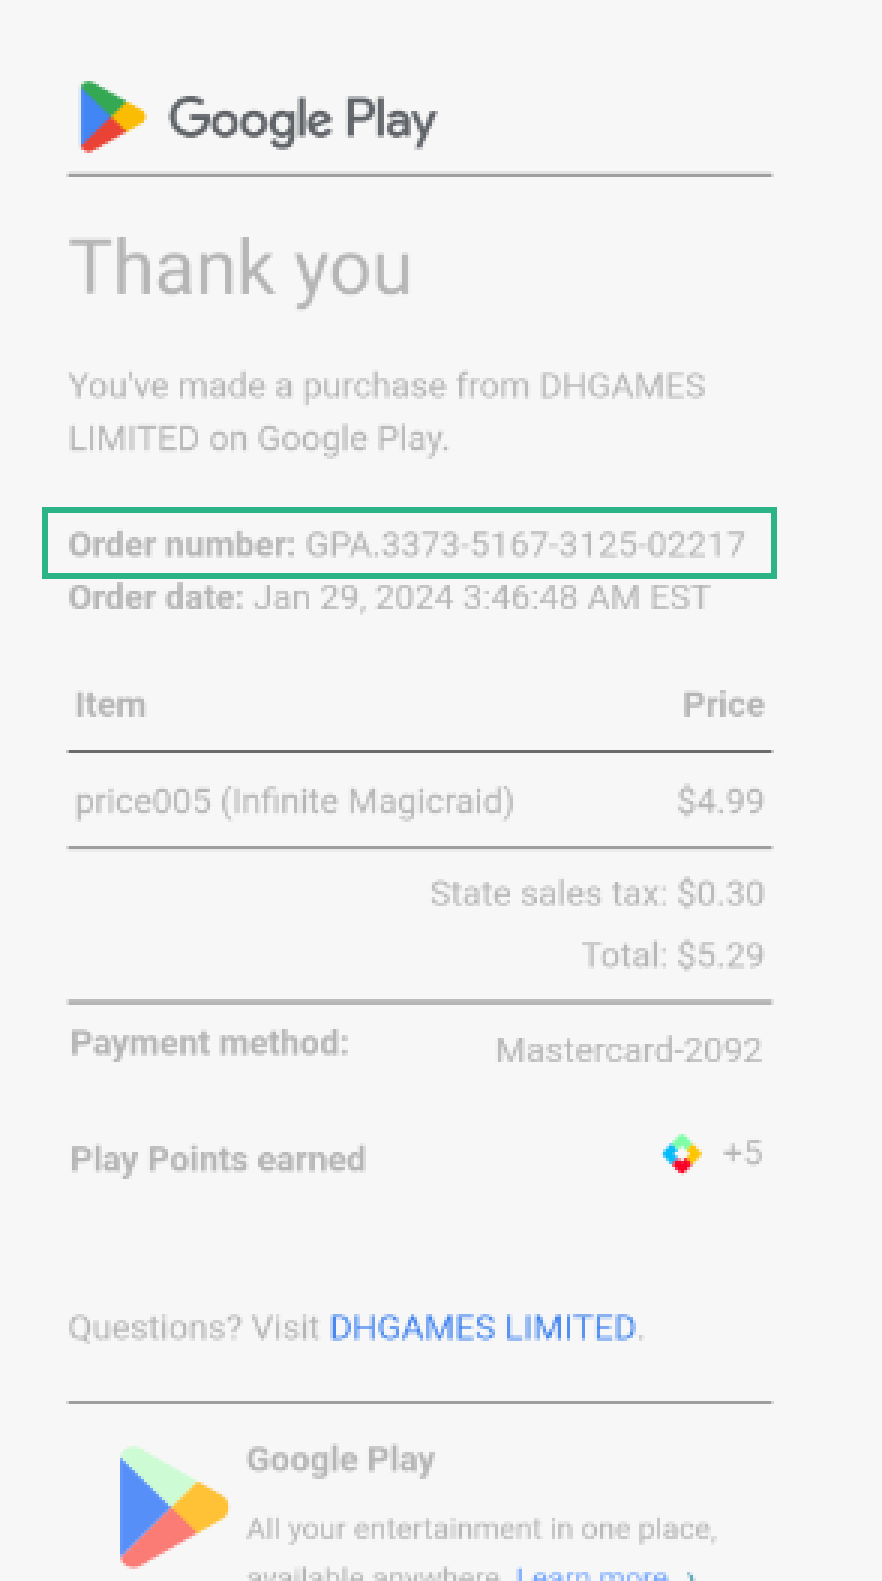 Google Play
Thank you
You've made a purchase from DHGAMES
LIMITED on Google Play.
Order number: GPA.3373-5167-3125-02217
Order date: Jan 29, 2024 3:46:48 AM EST
Item Price
price005 (Infinite Magicraid) $4.99
State sales tax: $0.30
Total: $5.29
Payment method: Mastercard-2092
Play Points earned +5
Questions? Visit DHGAMES LIMITED.
Google Play
All your entertainment in one place,
available anywhere. Learn more ›